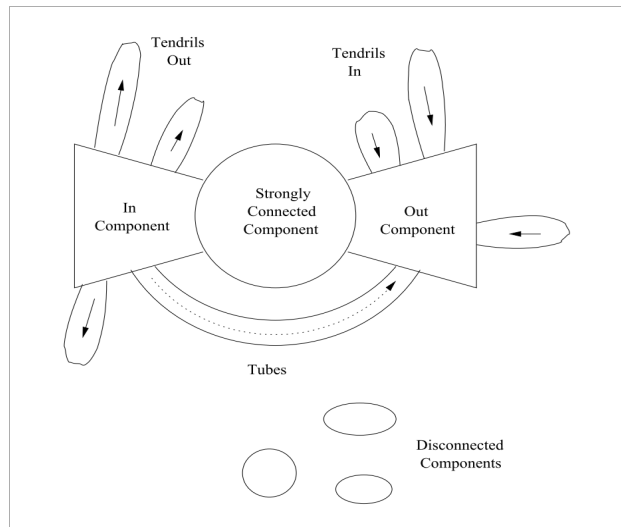 Tendrils
Out
Tendrils
In
In
Component
Strongly
Connected
Component
Out
Component
Tubes
Disconnected
Components